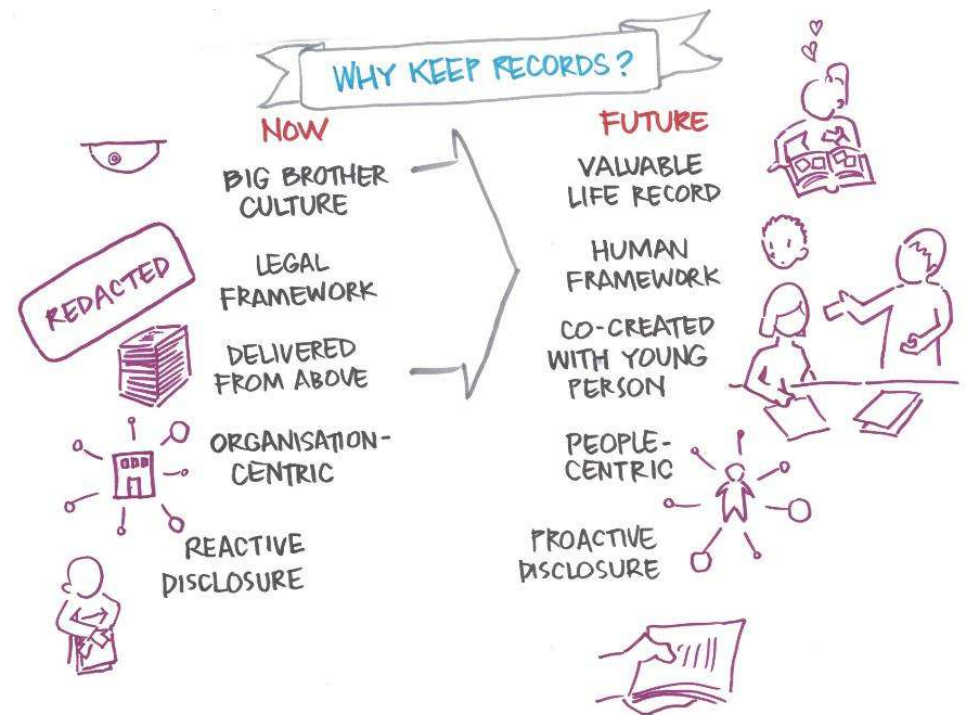 WHY KEEP RECORDS?
NOW
BIG BROTHER
CULTURE
REDACTED
LEGAL
FRAMEWORK
DELIVERED
FROM ABOVE
ORGANISATION-
CENTRIC
REACTIVE
DISCLOSURE
FUTURE
VALUABLE
LIFE RECORD
HUMAN
FRAMEWORK
CO-CREATED
WITH YOUNG
PERSON
PEOPLE-
CENTRIC
PROACTIVE
DISCLOSURE